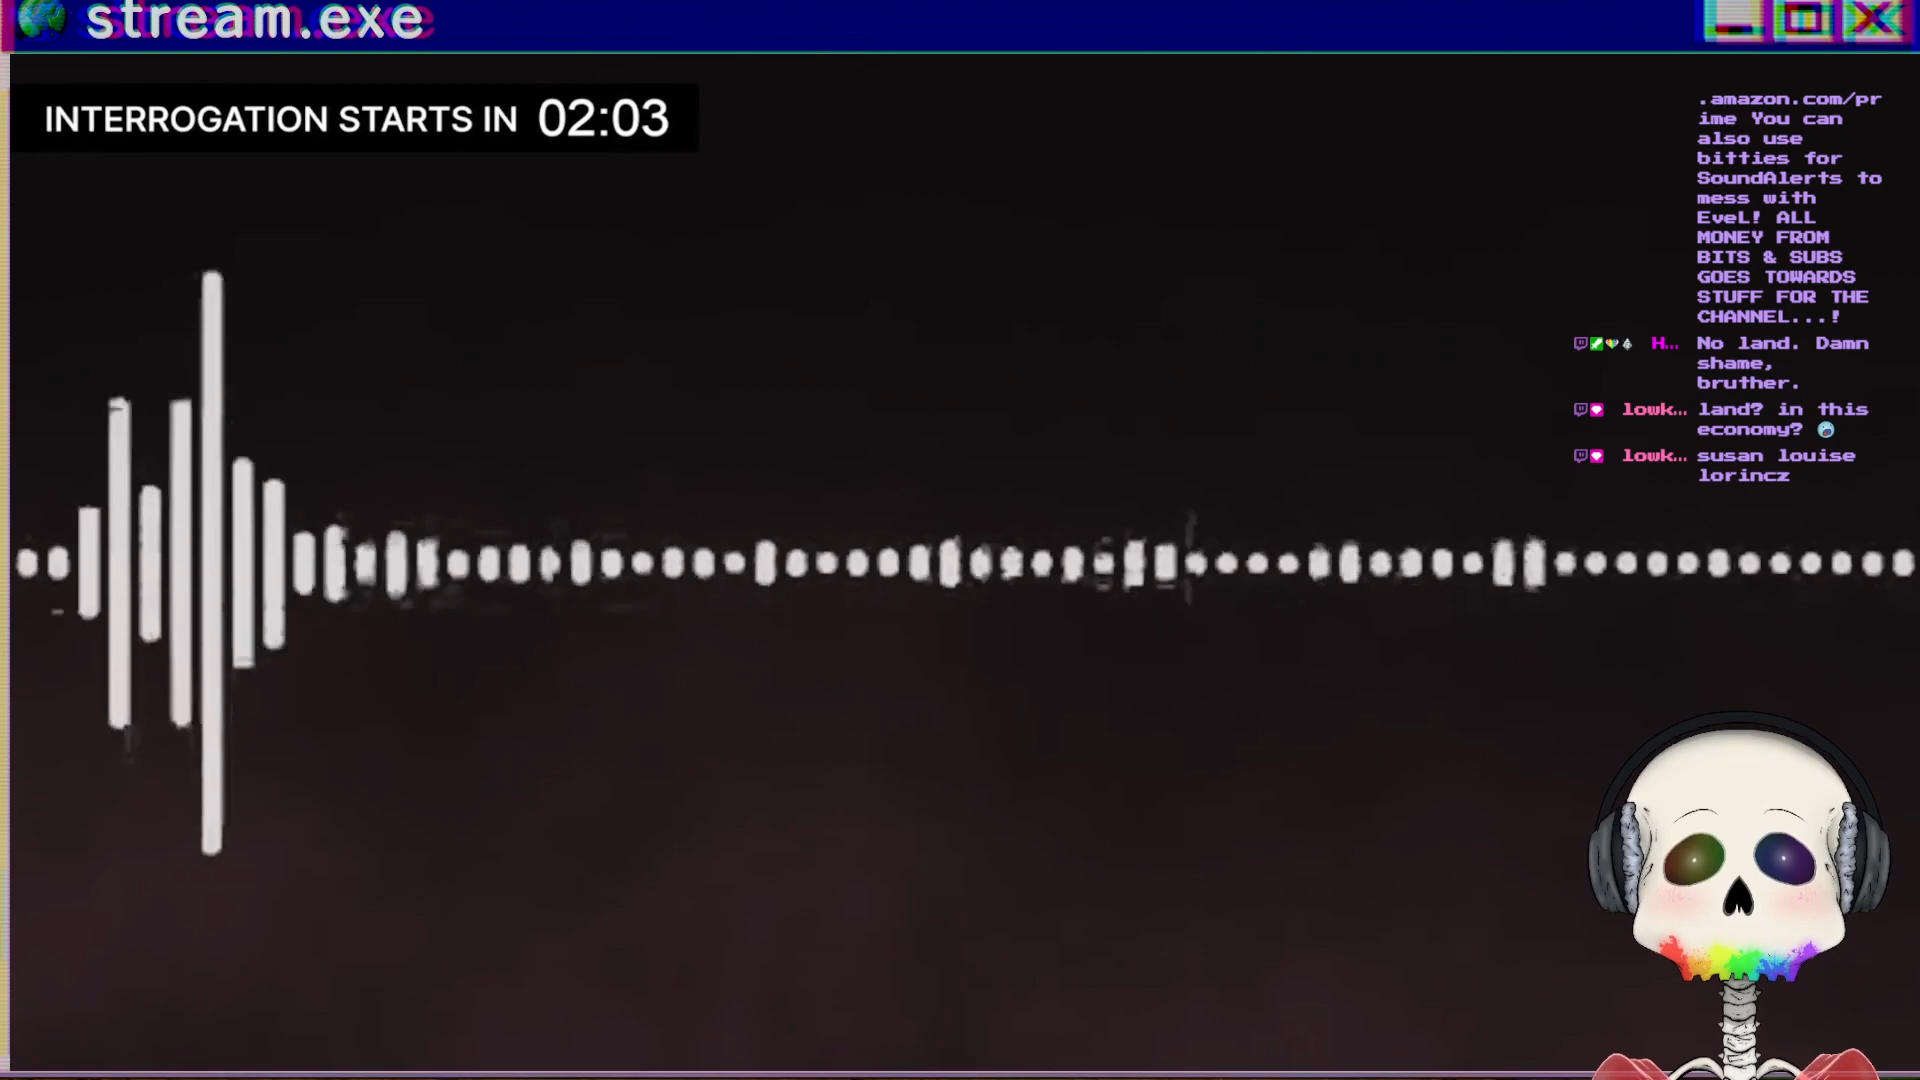 stream.exe
INTERROGATION STARTS IN 02:03
.amazon.com/pr
ime You can
also use
bitties for
SoundAlerts to
mess with
EveL! ALL
MONEY FROM
BITS & SUBS
GOES TOWARDS
STUFF FOR THE
CHANNEL...!
H... No land. Damn
shame,
bruther.
lowk... land? in this
economy?
lowk... susan louise
lorincz